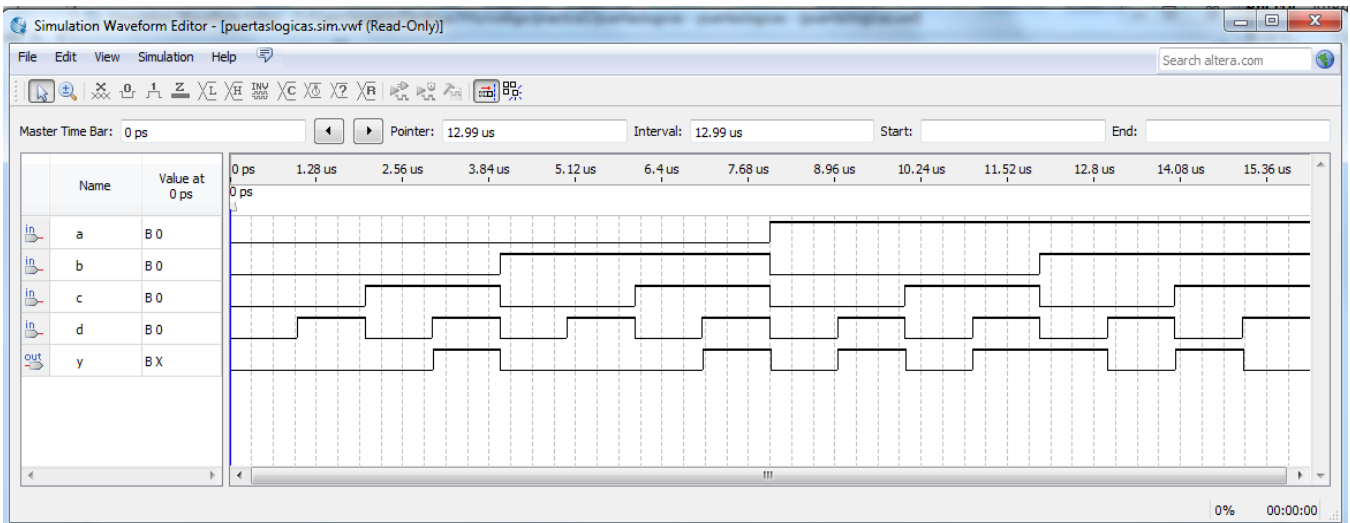 Simulation Waveform Editor - [puertaslogicas.sim.vwf (Read-Only)]
File Edit View Simulation Help
Search altera.com
Master Time Bar: 0 ps Pointer: 12.99 us Interval: 12.99 us Start: End:
Name Value at 0 ps
0 ps 1.28 us 2.56 us 3.84 us 5.12 us 6.4 us 7.68 us 8.96 us 10.24 us 11.52 us 12.8 us 14.08 us 15.36 us
0 ps
in a B 0
in b B 0
in c B 0
in d B 0
out y B X
0% 00:00:00